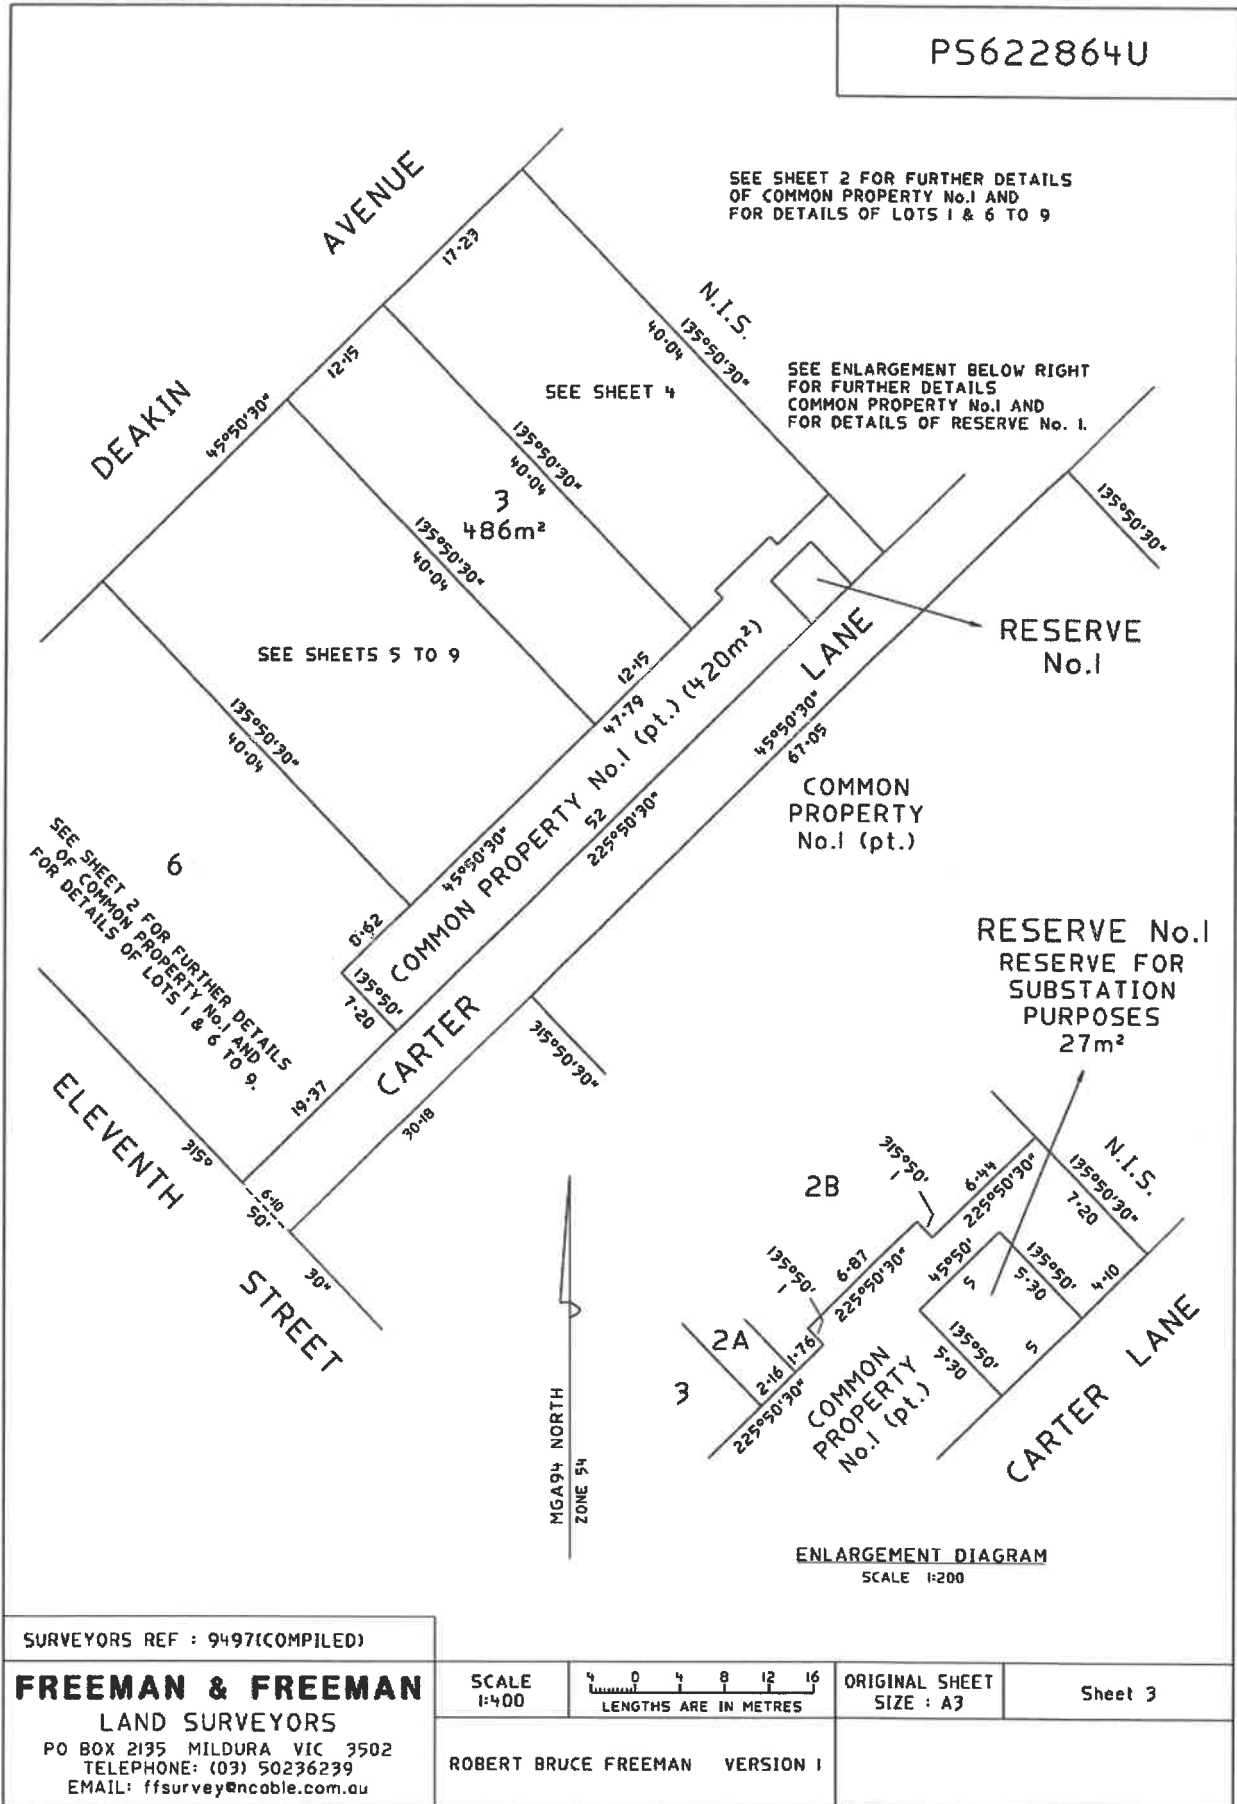 PS622864U
SEE SHEET 2 FOR FURTHER DETAILS
OF COMMON PROPERTY No.1 AND
FOR DETAILS OF LOTS 1 & 6 TO 9
DEAKIN AVENUE
17·23
12·15
45°50'30"
N.I.S.
135°50'30"
40·04
SEE ENLARGEMENT BELOW RIGHT
FOR FURTHER DETAILS
COMMON PROPERTY No.1 AND
FOR DETAILS OF RESERVE No. 1.
SEE SHEET 4
135°50'30"
40·04
3
486m²
135°50'30"
40·04
135°50'30"
SEE SHEETS 5 TO 9
135°50'30"
40·04
RESERVE
No.1
12·15
47·79
45°50'30"
COMMON PROPERTY No.1 (pt.) (420m²)
52
225°50'30"
CARTER LANE
45°50'30"
67·05
COMMON
PROPERTY
No.1 (pt.)
6
SEE SHEET 2 FOR FURTHER DETAILS
OF COMMON PROPERTY No.1 AND
FOR DETAILS OF LOTS 1 & 6 TO 9.
8·62
135°50'
7·20
19·37
30·18
315°50'30"
ELEVENTH STREET
315°
6·10
50'
30"
MGA94 NORTH
ZONE 54
RESERVE No.1
RESERVE FOR
SUBSTATION
PURPOSES
27m²
2B
315°50'
1
6·44
225°50'30"
N.I.S.
135°50'30"
7·20
135°50'
1
6·87
225°50'30"
45°50'
5
135°50'
5·30
4·10
135°50'
5·30
5
2A
3
2·16
1·76
225°50'30"
COMMON
PROPERTY
No.1 (pt.)
CARTER LANE
ENLARGEMENT DIAGRAM
SCALE 1:200
SURVEYORS REF : 9497(COMPILED)
FREEMAN & FREEMAN
LAND SURVEYORS
PO BOX 2135 MILDURA VIC 3502
TELEPHONE: (03) 50236239
EMAIL: ffsurvey@ncable.com.au
SCALE
1:400
4 0 4 8 12 16
LENGTHS ARE IN METRES
ORIGINAL SHEET
SIZE : A3
Sheet 3
ROBERT BRUCE FREEMAN VERSION 1